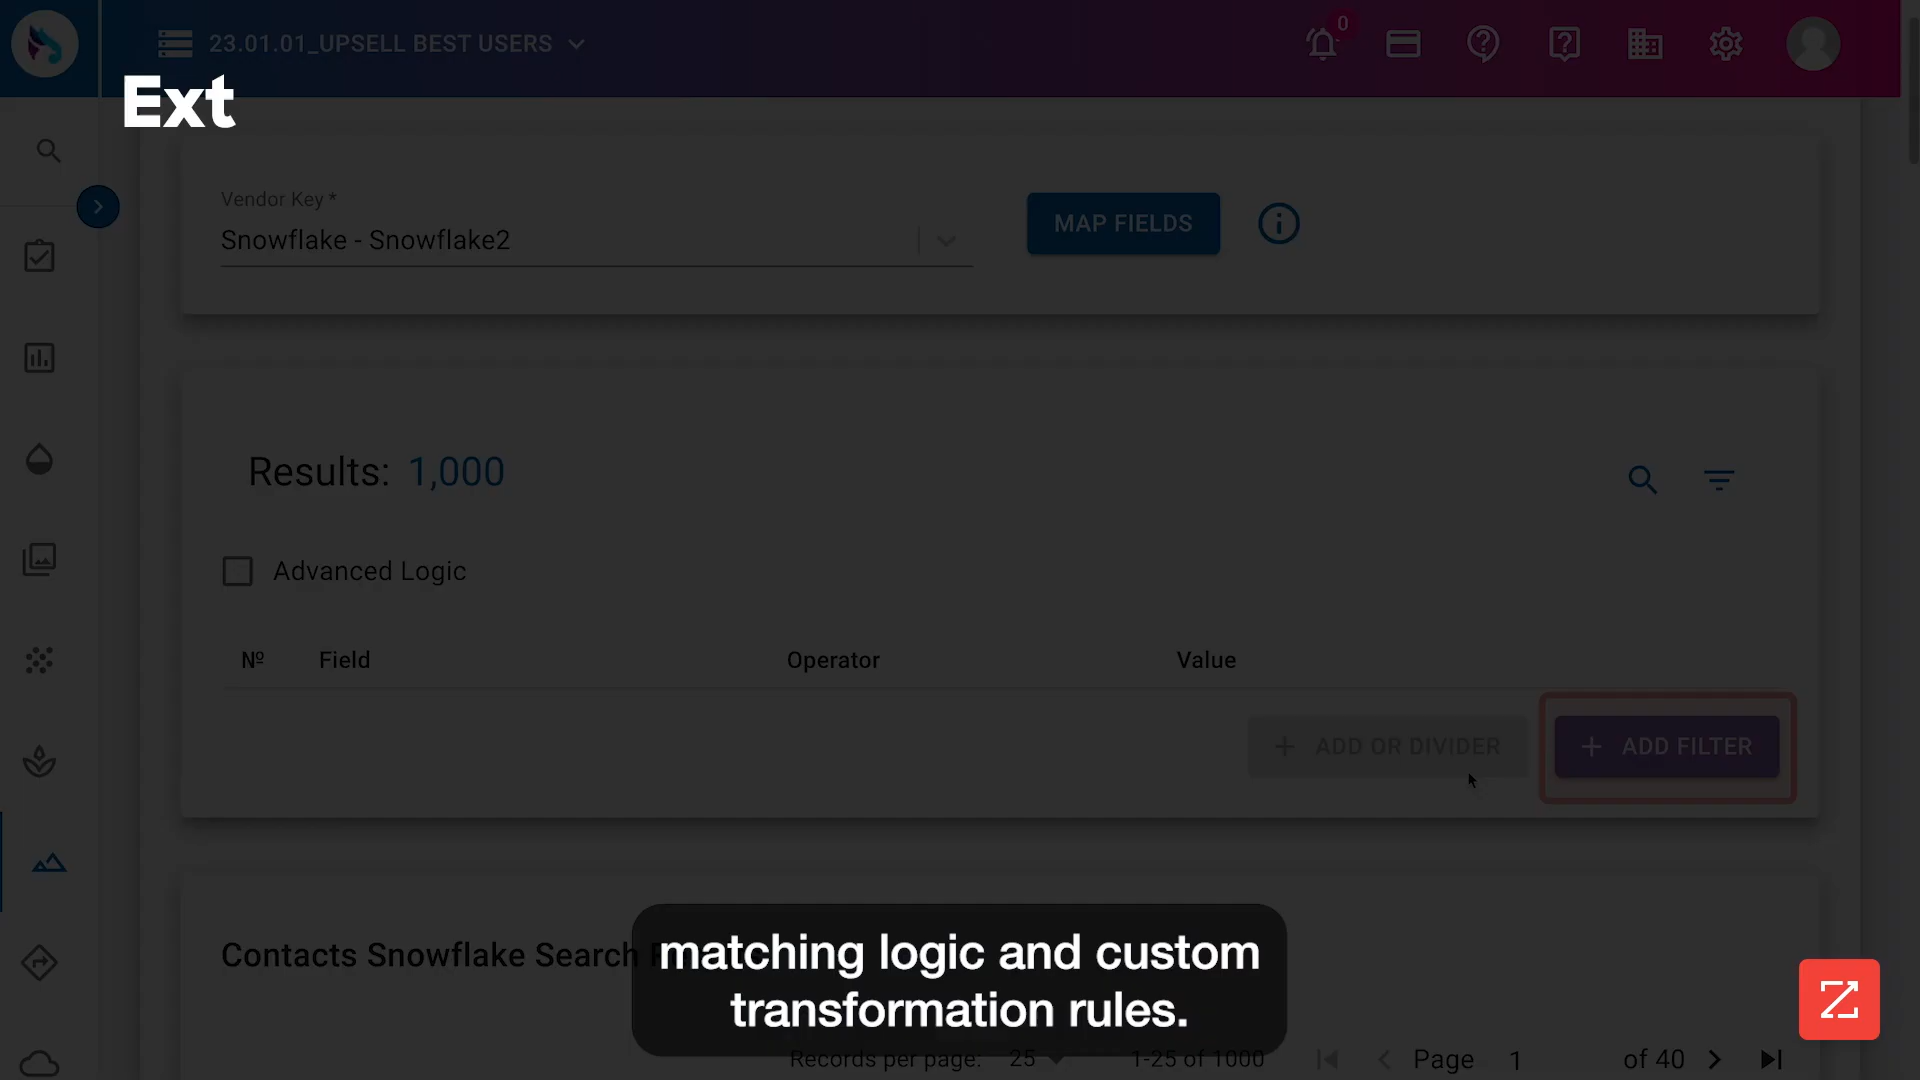 23.01.01_UPSELL BEST USERS
0
Ext
Vendor Key *
Snowflake - Snowflake2
MAP FIELDS
Results: 1,000
Advanced Logic
Nº Field Operator Value
+ ADD OR DIVIDER
+ ADD FILTER
Contacts Snowflake Search
matching logic and custom
transformation rules.
Records per page: 25 1-25 of 1000 Page 1 of 40